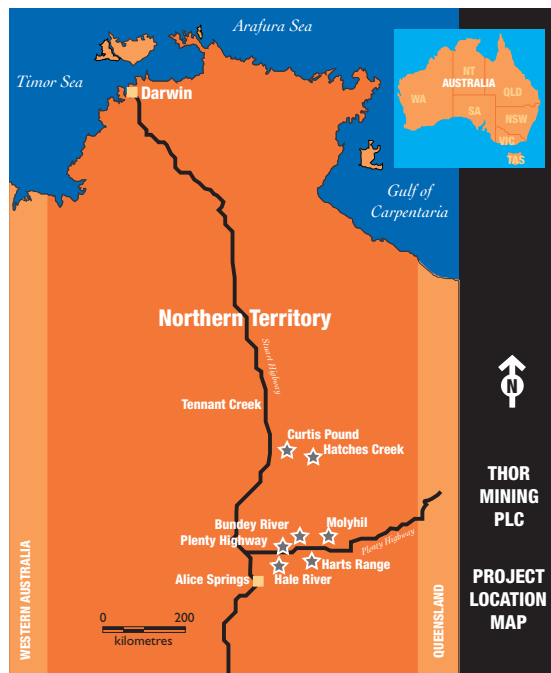 Arafura Sea
Timor Sea
Darwin
NT
AUSTRALIA
WA
QLD
SA
NSW
VIC
TAS
Gulf of
Carpentaria
Northern Territory
Stuart Highway
Tennant Creek
Curtis Pound
Hatches Creek
Bundey River
Molyhil
Plenty Highway
Plenty Highway
Harts Range
Alice Springs
Hale River
0 200
kilometres
WESTERN AUSTRALIA
QUEENSLAND
N
THOR
MINING
PLC
PROJECT
LOCATION
MAP